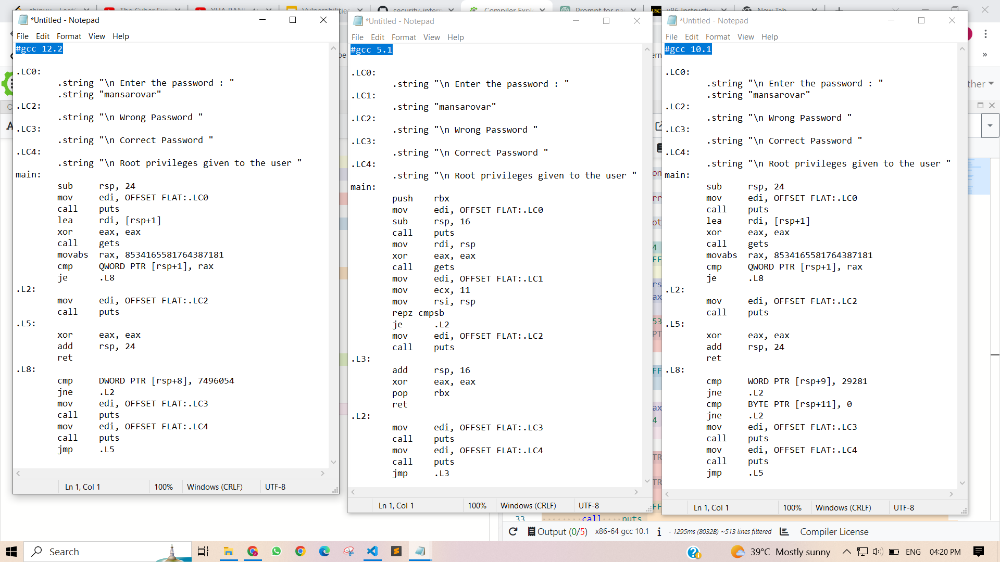 *Untitled - Notepad
File Edit Format View Help
#gcc 12.2
.LC0:
.string "\n Enter the password : "
.string "mansarovar"
.LC2:
.string "\n Wrong Password "
.LC3:
.string "\n Correct Password "
.LC4:
.string "\n Root privileges given to the user "
main:
sub rsp, 24
mov edi, OFFSET FLAT:.LC0
call puts
lea rdi, [rsp+1]
xor eax, eax
call gets
movabs rax, 8534165581764387181
cmp QWORD PTR [rsp+1], rax
je .L8
.L2:
mov edi, OFFSET FLAT:.LC2
call puts
.L5:
xor eax, eax
add rsp, 24
ret
.L8:
cmp DWORD PTR [rsp+8], 7496054
jne .L2
mov edi, OFFSET FLAT:.LC3
call puts
mov edi, OFFSET FLAT:.LC4
call puts
jmp .L5
Ln 1, Col 1 100% Windows (CRLF) UTF-8
*Untitled - Notepad
File Edit Format View Help
#gcc 5.1
.LC0:
.string "\n Enter the password : "
.LC1:
.string "mansarovar"
.LC2:
.string "\n Wrong Password "
.LC3:
.string "\n Correct Password "
.LC4:
.string "\n Root privileges given to the user "
main:
push rbx
mov edi, OFFSET FLAT:.LC0
sub rsp, 16
call puts
mov rdi, rsp
xor eax, eax
call gets
mov edi, OFFSET FLAT:.LC1
mov ecx, 11
mov rsi, rsp
repz cmpsb
je .L2
mov edi, OFFSET FLAT:.LC2
call puts
.L3:
add rsp, 16
xor eax, eax
pop rbx
ret
.L2:
mov edi, OFFSET FLAT:.LC3
call puts
mov edi, OFFSET FLAT:.LC4
call puts
jmp .L3
Ln 1, Col 1 100% Windows (CRLF) UTF-8
*Untitled - Notepad
File Edit Format View Help
#gcc 10.1
.LC0:
.string "\n Enter the password : "
.string "mansarovar"
.LC2:
.string "\n Wrong Password "
.LC3:
.string "\n Correct Password "
.LC4:
.string "\n Root privileges given to the user "
main:
sub rsp, 24
mov edi, OFFSET FLAT:.LC0
call puts
lea rdi, [rsp+1]
xor eax, eax
call gets
movabs rax, 8534165581764387181
cmp QWORD PTR [rsp+1], rax
je .L8
.L2:
mov edi, OFFSET FLAT:.LC2
call puts
.L5:
xor eax, eax
add rsp, 24
ret
.L8:
cmp WORD PTR [rsp+9], 29281
jne .L2
cmp BYTE PTR [rsp+11], 0
jne .L2
mov edi, OFFSET FLAT:.LC3
call puts
mov edi, OFFSET FLAT:.LC4
call puts
jmp .L5
Ln 1, Col 1 100% Windows (CRLF) UTF-8
33 call puts
Output (0/5) x86-64 gcc 10.1 i - 1295ms (8032B) ~513 lines filtered Compiler License
Search 39°C Mostly sunny ENG 04:20 PM